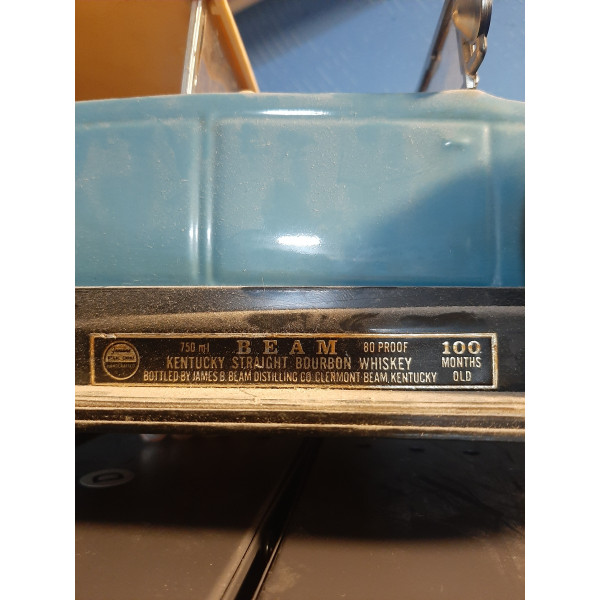 750 ml BEAM 80 PROOF
KENTUCKY STRAIGHT BOURBON WHISKEY
BOTTLED BY JAMES B. BEAM DISTILLING CO. CLERMONT BEAM, KENTUCKY
100
MONTHS
OLD